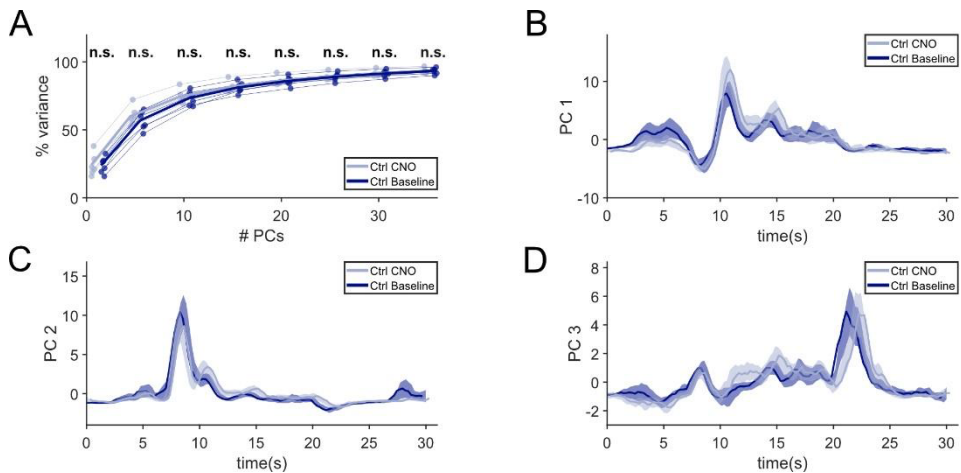 A
n.s. n.s. n.s. n.s. n.s. n.s. n.s. n.s.
100
50
0
% variance
0 10 20 30
# PCs
Ctrl CNO
Ctrl Baseline
B
10
0
-10
PC 1
0 5 10 15 20 25 30
time(s)
Ctrl CNO
Ctrl Baseline
C
15
10
5
0
PC 2
0 5 10 15 20 25 30
time(s)
Ctrl CNO
Ctrl Baseline
D
8
6
4
2
0
-2
PC 3
0 5 10 15 20 25 30
time(s)
Ctrl CNO
Ctrl Baseline